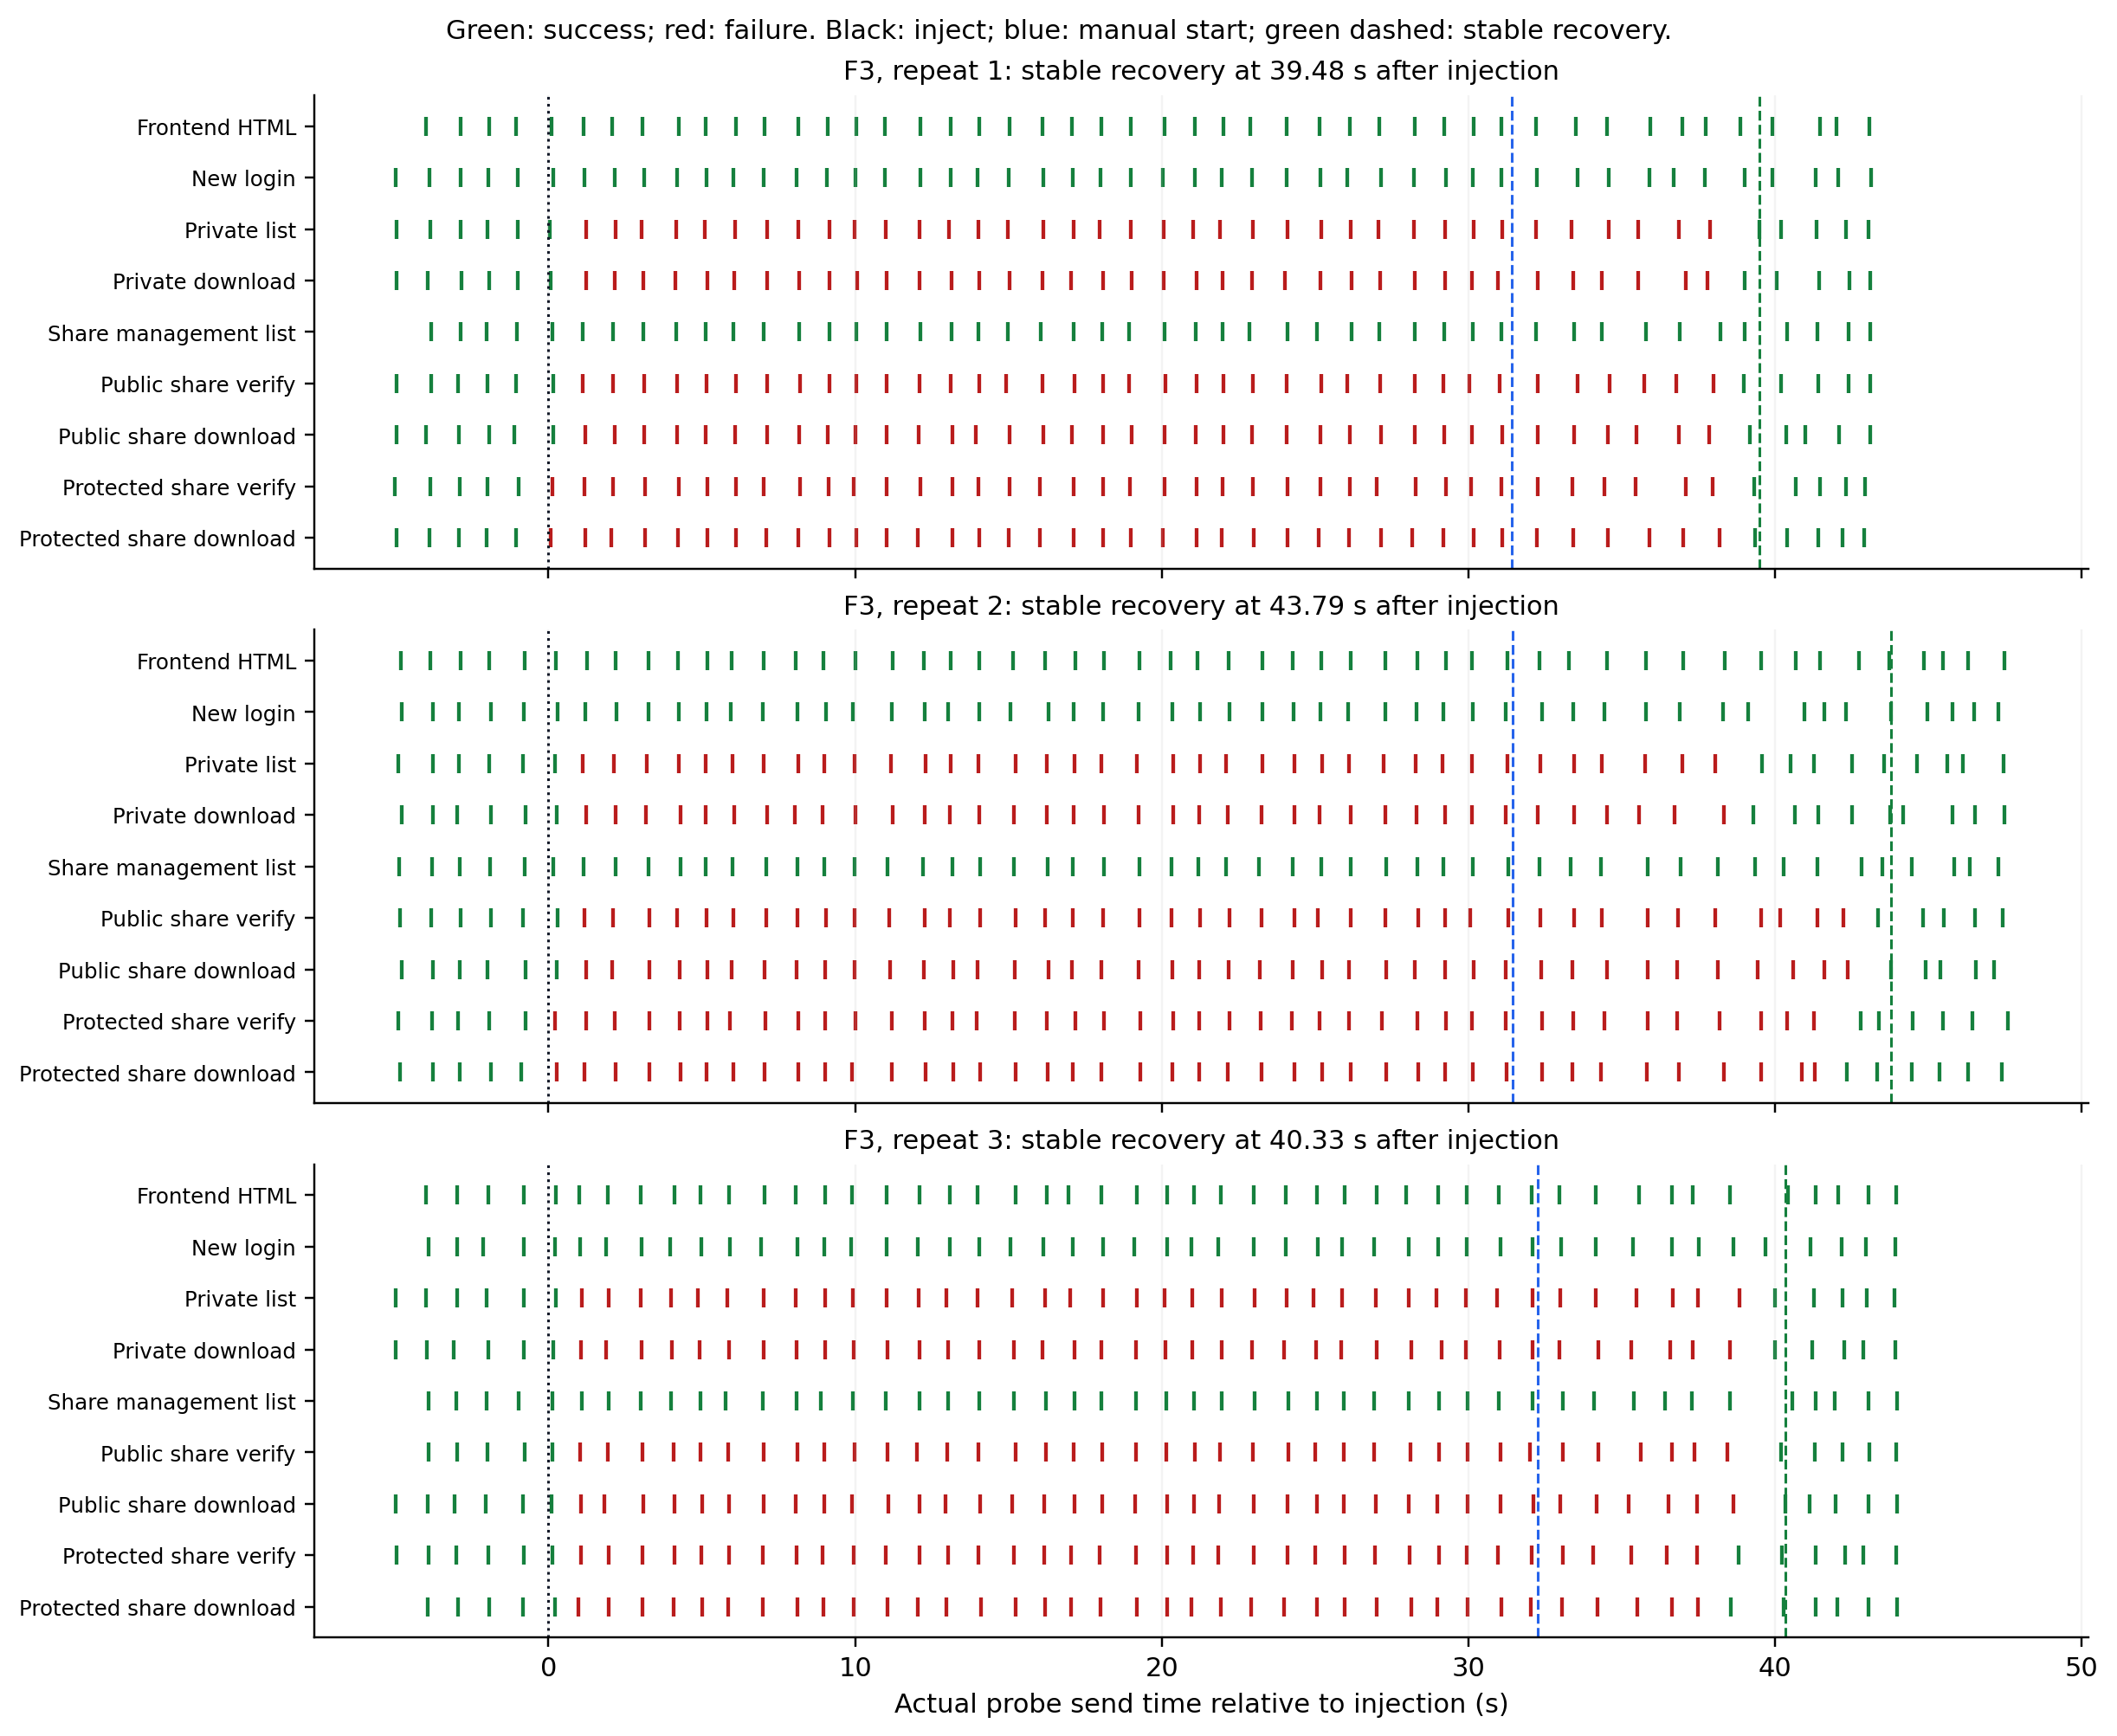 Green: success; red: failure. Black: inject; blue: manual start; green dashed: stable recovery.
F3, repeat 1: stable recovery at 39.48 s after injection
Frontend HTML
New login
Private list
Private download
Share management list
Public share verify
Public share download
Protected share verify
Protected share download
F3, repeat 2: stable recovery at 43.79 s after injection
Frontend HTML
New login
Private list
Private download
Share management list
Public share verify
Public share download
Protected share verify
Protected share download
F3, repeat 3: stable recovery at 40.33 s after injection
Frontend HTML
New login
Private list
Private download
Share management list
Public share verify
Public share download
Protected share verify
Protected share download
0 10 20 30 40 50
Actual probe send time relative to injection (s)